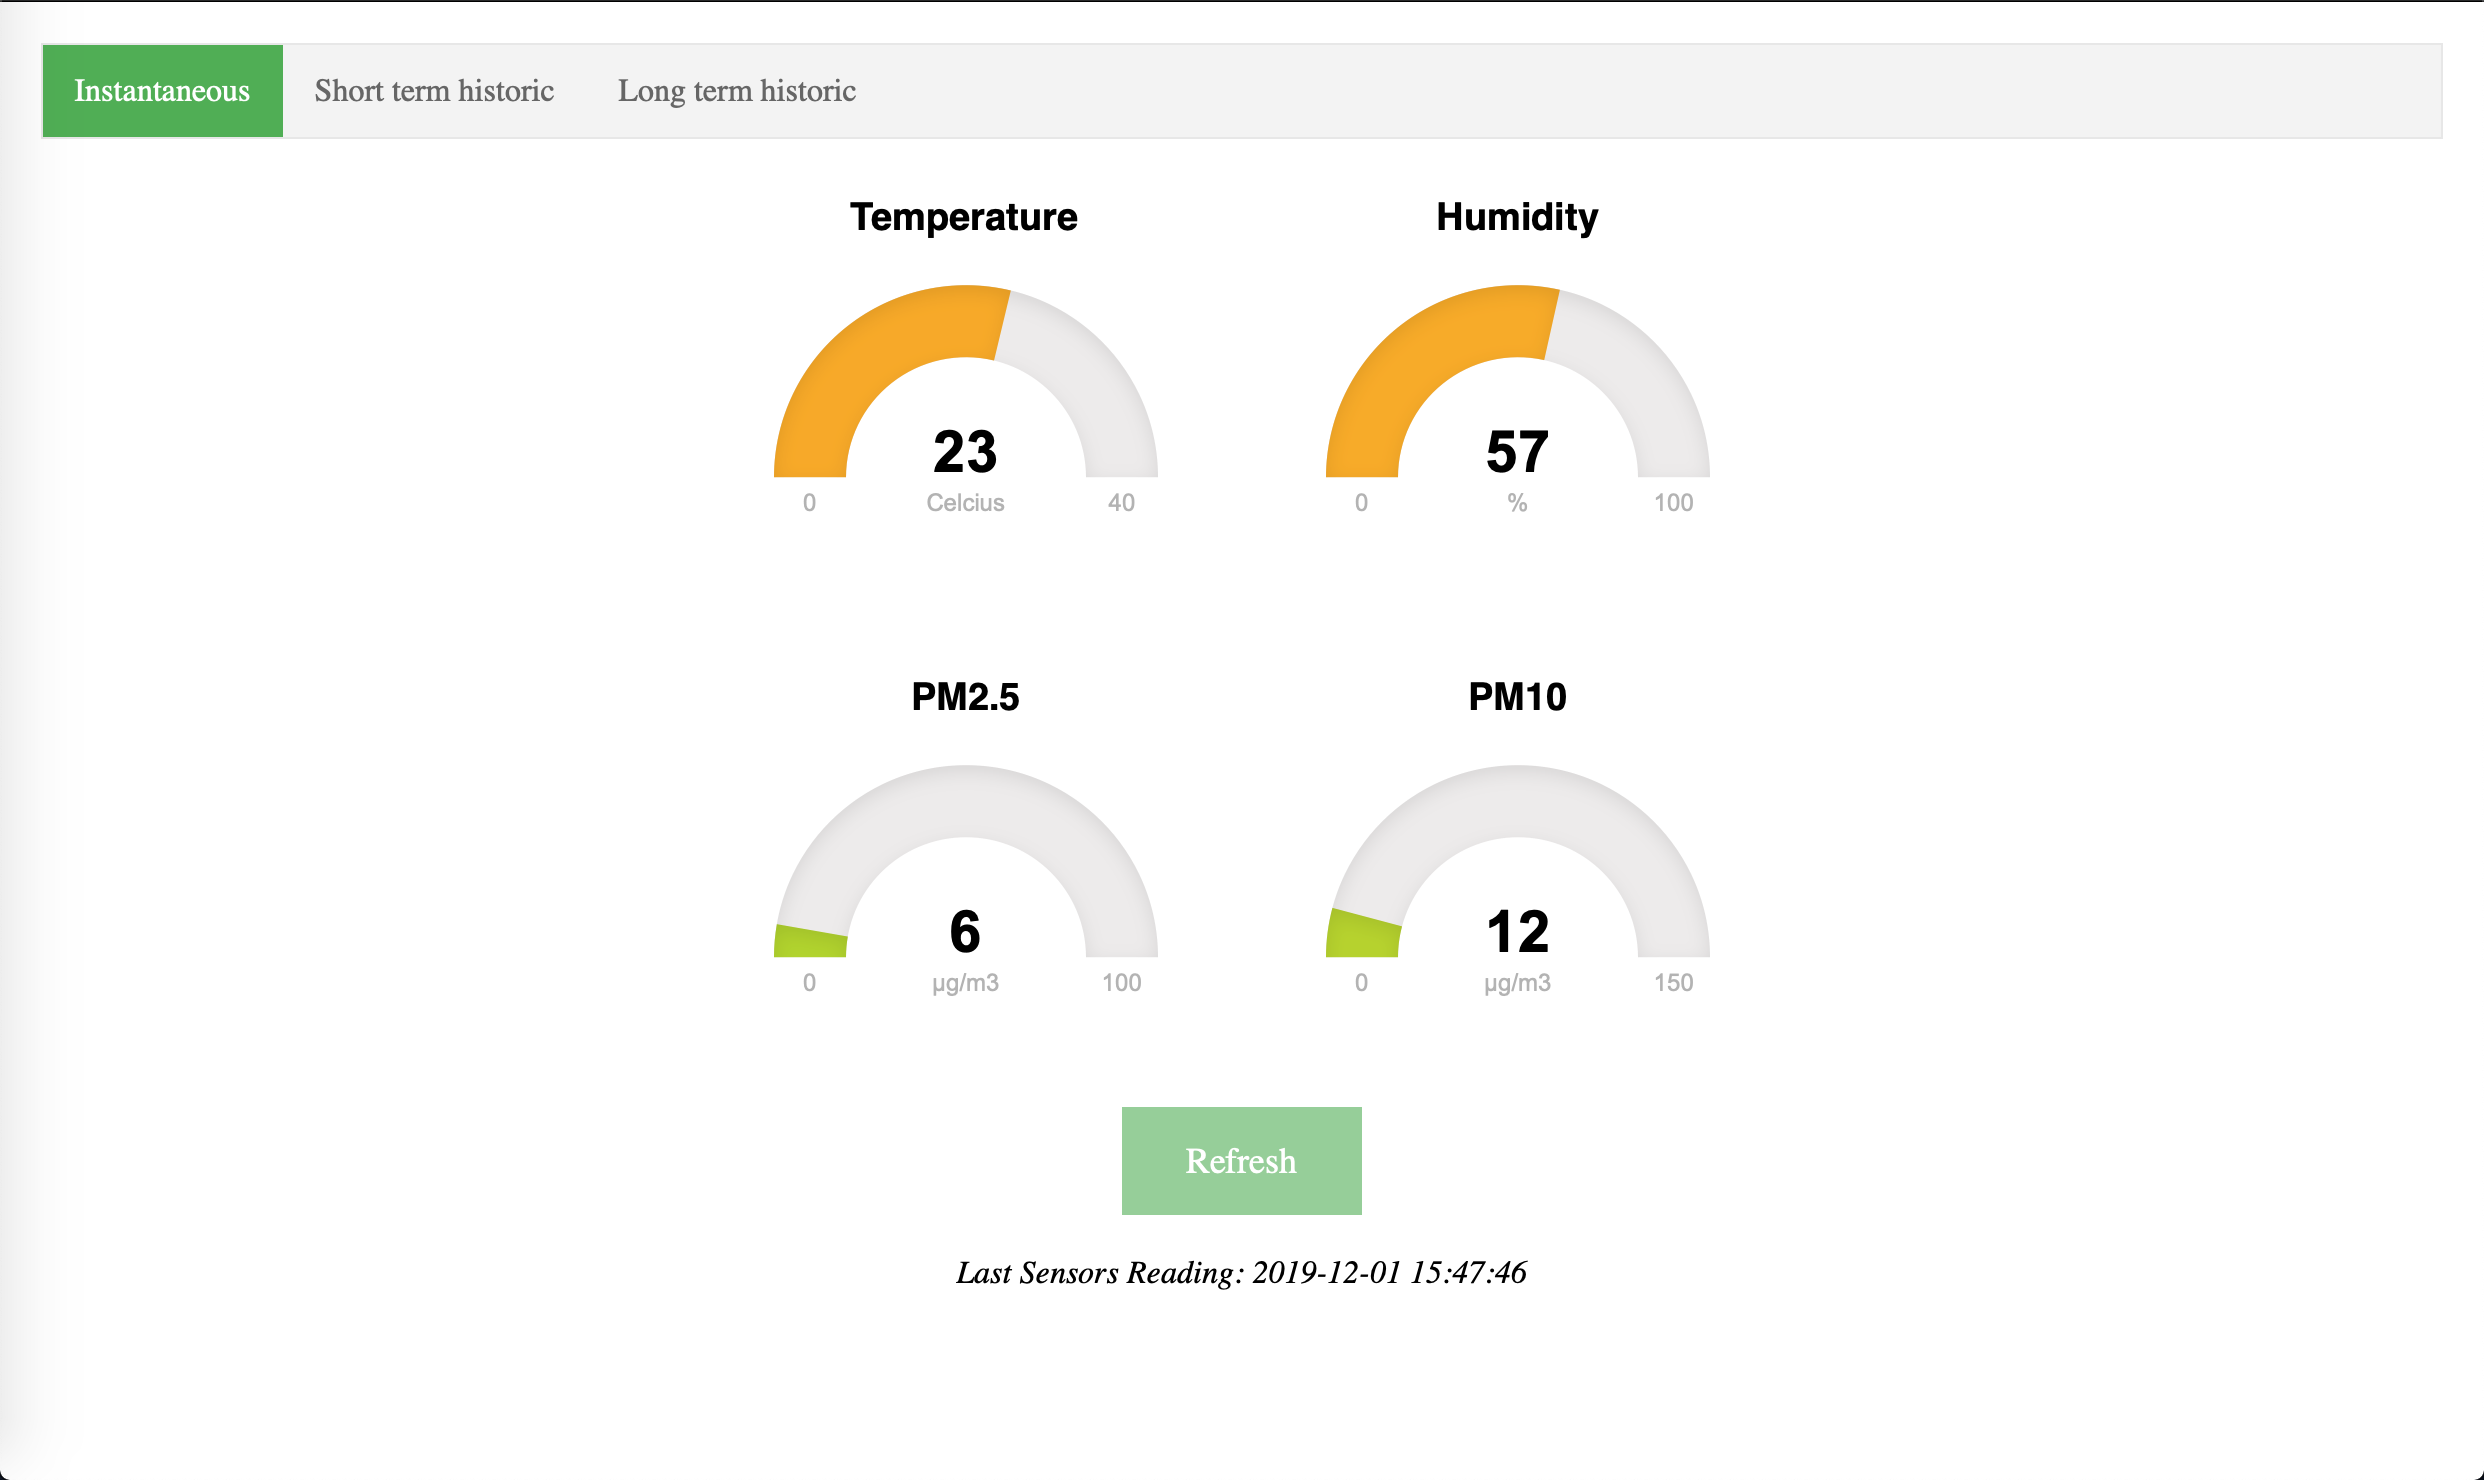 Instantaneous Short term historic Long term historic
Temperature Humidity
23 57
0 Celcius 40 0 % 100
PM2.5 PM10
6 12
0 µg/m3 100 0 µg/m3 150
Refresh
Last Sensors Reading: 2019-12-01 15:47:46